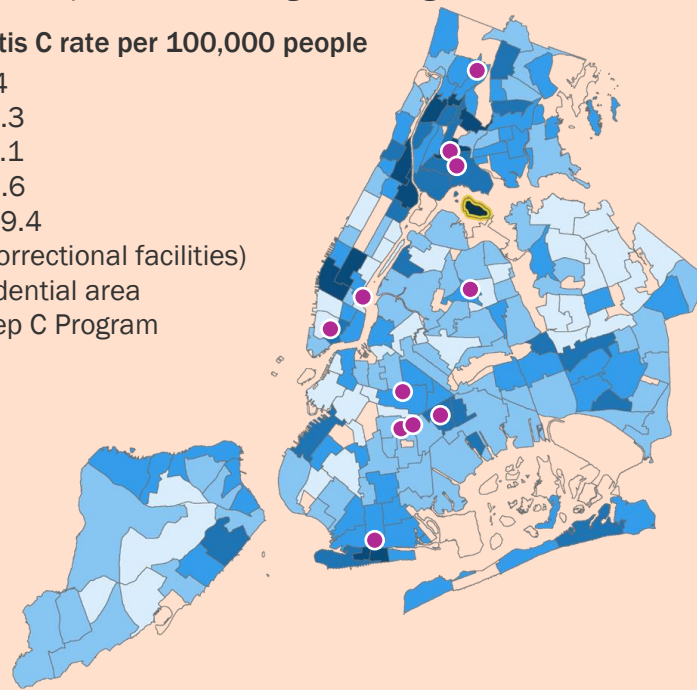 tis C rate per 100,000 people
4
.3
.1
.6
9.4
orrectional facilities)
dential area
ep C Program